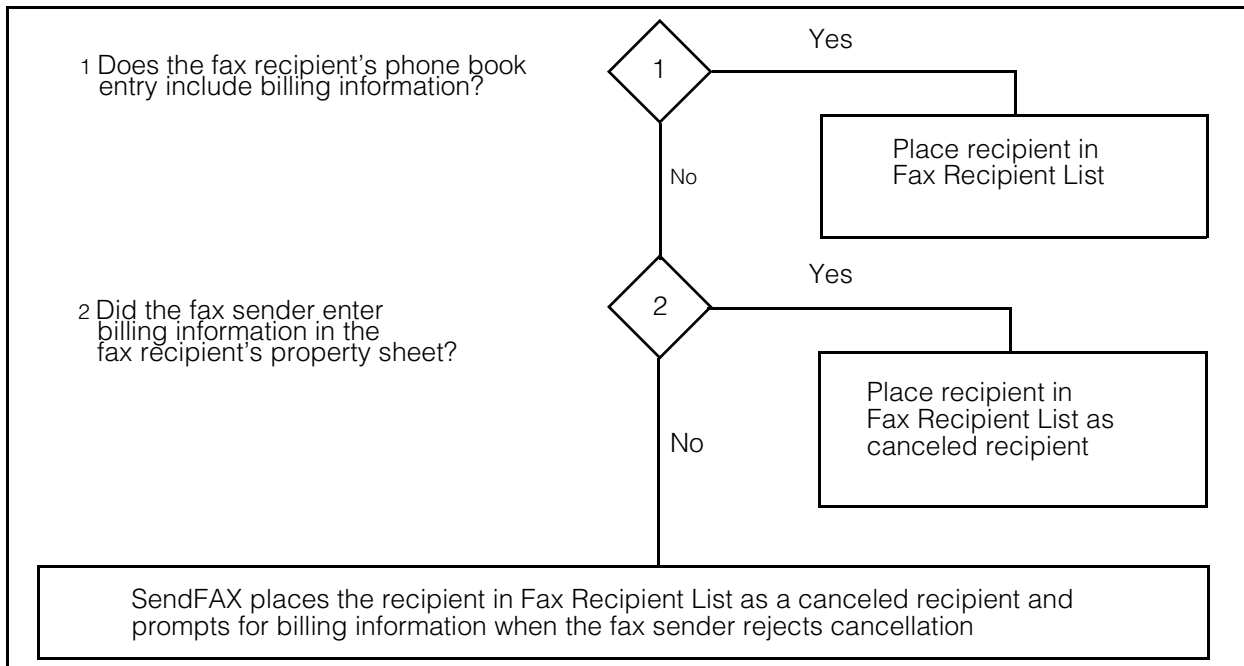 1 Does the fax recipient's phone book
entry include billing information?
1
Yes
Place recipient in
Fax Recipient List
No
2 Did the fax sender enter
billing information in the
fax recipient's property sheet?
2
Yes
Place recipient in
Fax Recipient List as
canceled recipient
No
SendFAX places the recipient in Fax Recipient List as a canceled recipient and
prompts for billing information when the fax sender rejects cancellation